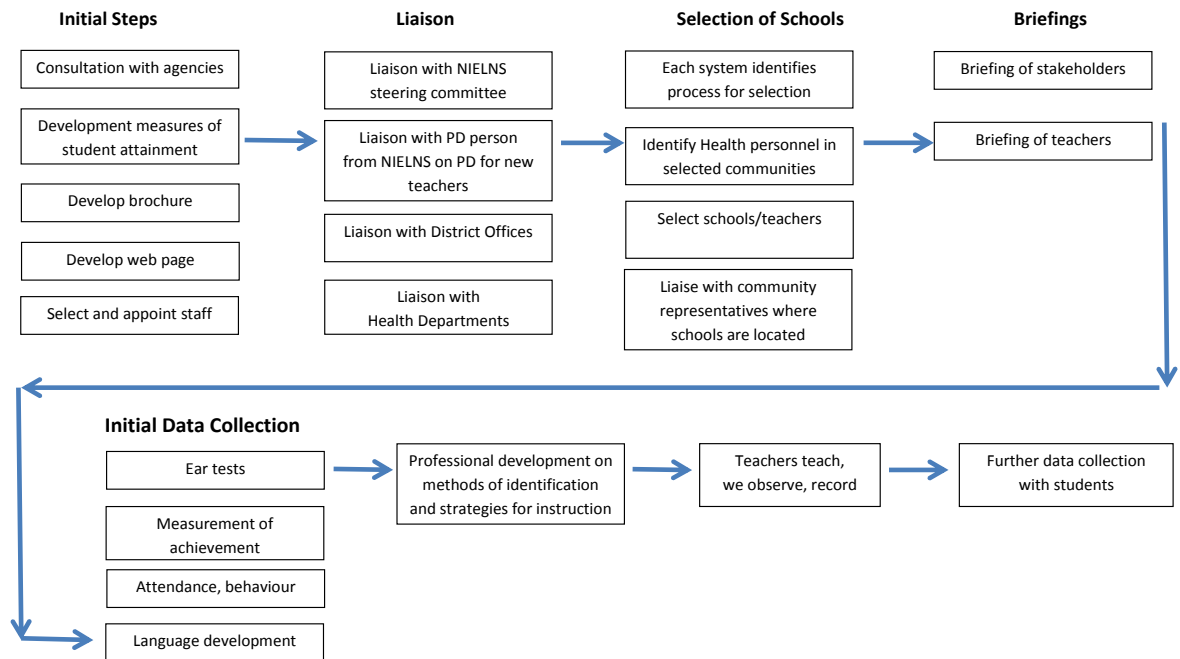 Initial Steps
Consultation with agencies
Development measures of
student attainment
Develop brochure
Develop web page
Select and appoint staff
Liaison
Liaison with NIELNS
steering committee
Liaison with PD person
from NIELNS on PD for new
teachers
Liaison with District Offices
Liaison with
Health Departments
Selection of Schools
Each system identifies
process for selection
Identify Health personnel in
selected communities
Select schools/teachers
Liaise with community
representatives where
schools are located
Briefings
Briefing of stakeholders
Briefing of teachers
Initial Data Collection
Ear tests
Measurement of
achievement
Attendance, behaviour
Language development
Professional development on
methods of identification
and strategies for instruction
Teachers teach,
we observe, record
Further data collection
with students